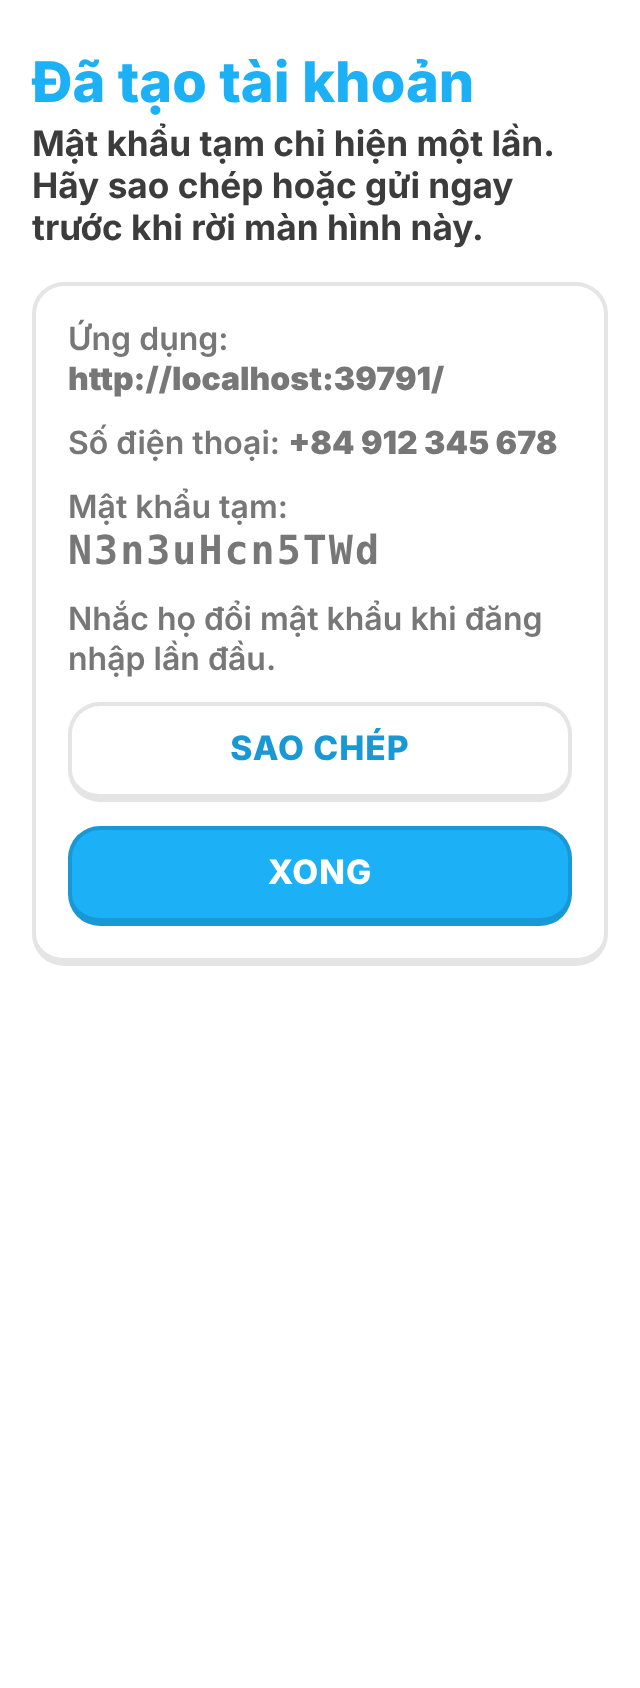 Đã tạo tài khoản
Mật khẩu tạm chỉ hiện một lần.
Hãy sao chép hoặc gửi ngay
trước khi rời màn hình này.
Ứng dụng:
http://localhost:39791/
Số điện thoại: +84 912 345 678
Mật khẩu tạm:
N3n3uHcn5TWd
Nhắc họ đổi mật khẩu khi đăng
nhập lần đầu.
SAO CHÉP
XONG